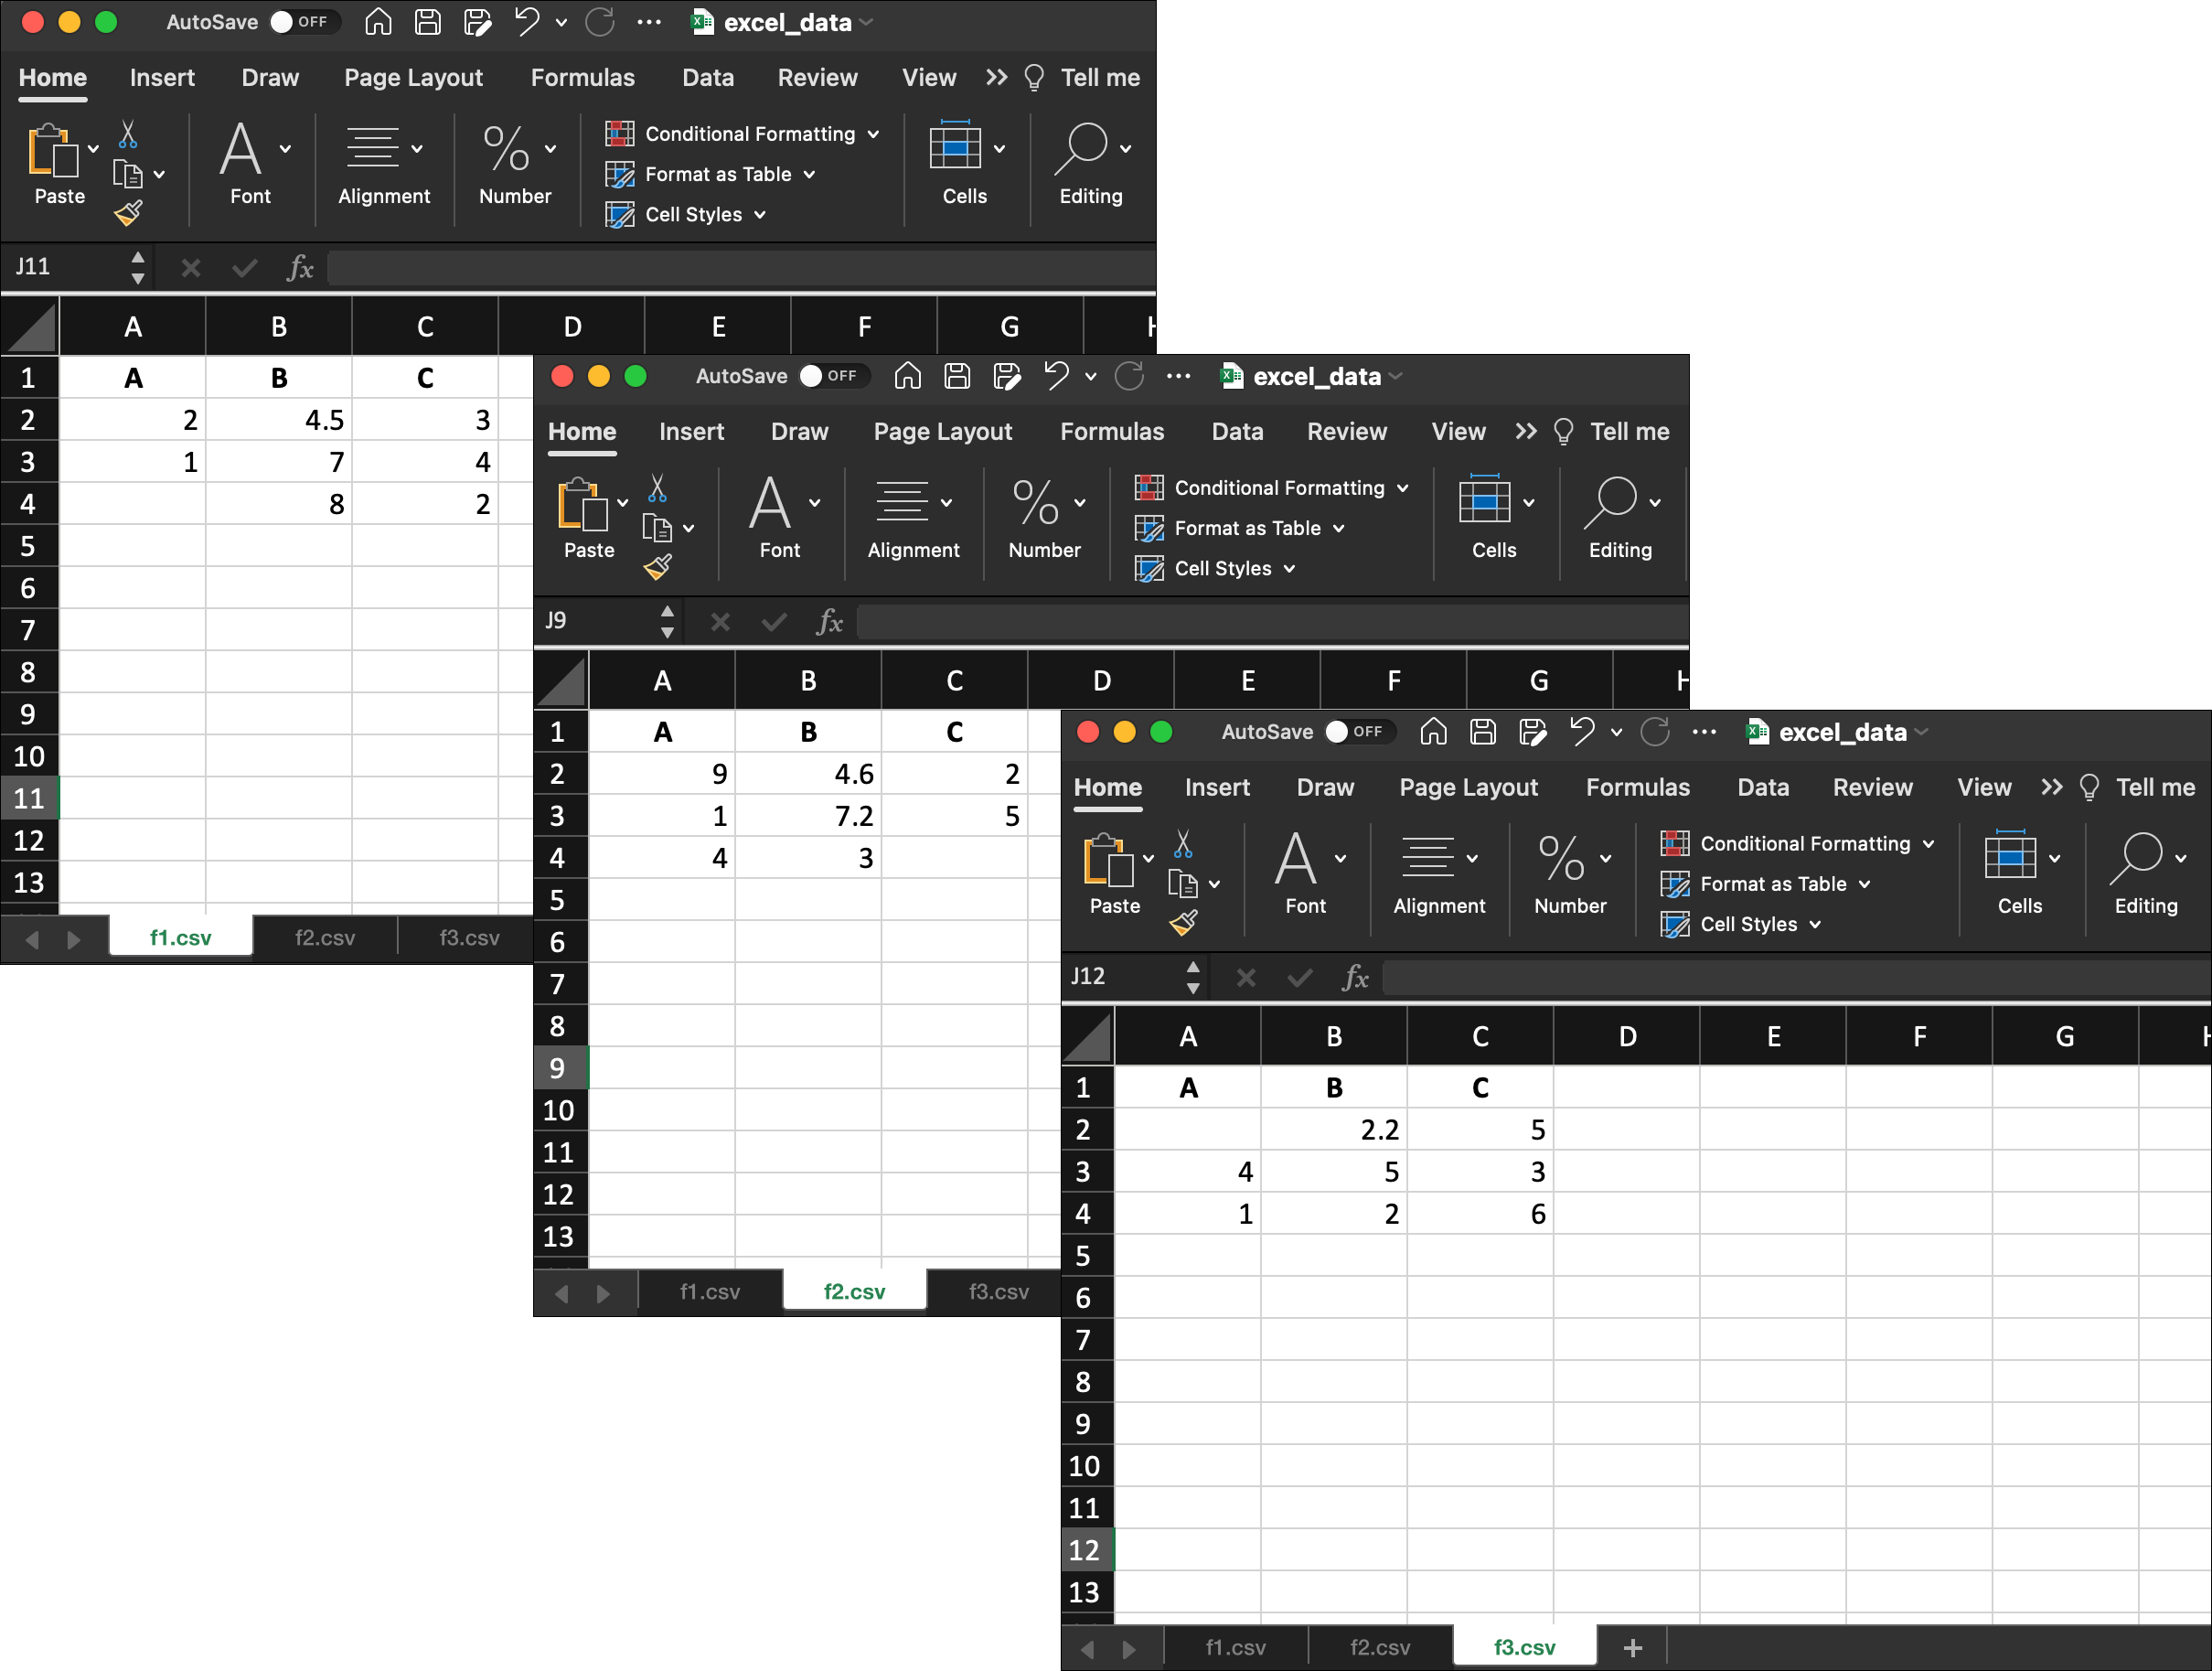 AutoSave OFF excel_data
Home Insert Draw Page Layout Formulas Data Review View Tell me
Conditional Formatting
Format as Table
Paste Font Alignment Number Cells Editing
Cell Styles
J11 fx
A B C D E F G H
1 A B C
2 2 4.5 3
3 1 7 4
4 8 2
5
6
7
8
9
10
11
12
13
f1.csv f2.csv f3.csv
AutoSave OFF excel_data
Home Insert Draw Page Layout Formulas Data Review View Tell me
Conditional Formatting
Format as Table
Paste Font Alignment Number Cells Editing
Cell Styles
J9 fx
A B C D E F G H
1 A B C
2 9 4.6 2
3 1 7.2 5
4 4 3
5
6
7
8
9
10
11
12
13
f1.csv f2.csv f3.csv
AutoSave OFF excel_data
Home Insert Draw Page Layout Formulas Data Review View Tell me
Conditional Formatting
Format as Table
Paste Font Alignment Number Cells Editing
Cell Styles
J12 fx
A B C D E F G H
1 A B C
2 2.2 5
3 4 5 3
4 1 2 6
5
6
7
8
9
10
11
12
13
f1.csv f2.csv f3.csv +